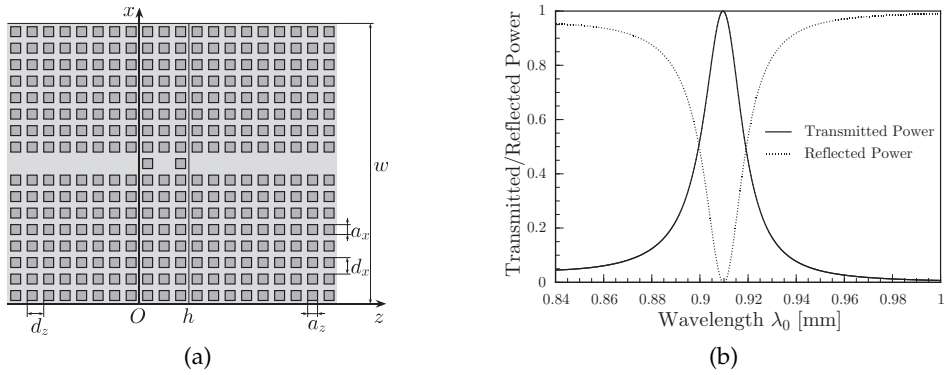 x
w
a_x
d_x
d_z
O
h
a_z
z
(a)
Transmitted/Reflected Power
1
0.8
0.6
0.4
0.2
0
Transmitted Power
Reflected Power
0.84 0.86 0.88 0.9 0.92 0.94 0.96 0.98 1
Wavelength λ₀ [mm]
(b)